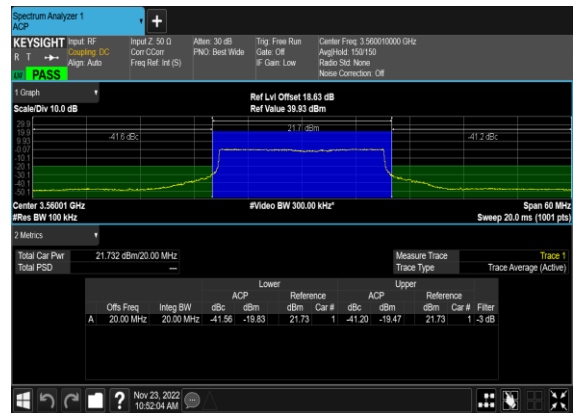 Spectrum Analyzer 1
ACP
KEYSIGHT Input: RF Input Z: 50 Ω Atten: 30 dB Trig: Free Run Center Freq: 3.560010000 GHz
R T Coupling: DC Corr CCorr PNO: Best Wide Gate: Off Avg|Hold: 150/150
Align: Auto Freq Ref: Int (S) IF Gain: Low Radio Std: None
PASS Noise Correction: Off
1 Graph
Ref Lvl Offset 18.63 dB
Scale/Div 10.0 dB Ref Value 39.93 dBm
29.9
19.9
9.93
-0.07
-10.1
-20.1
-30.1
-40.1
-50.1
-41.6 dBc 21.7 dBm -41.2 dBc
Center 3.56001 GHz #Video BW 300.00 kHz* Span 60 MHz
#Res BW 100 kHz Sweep 20.0 ms (1001 pts)
2 Metrics
Total Car Pwr 21.732 dBm/20.00 MHz Measure Trace Trace 1
Total PSD --- Trace Type Trace Average (Active)
Lower Upper
ACP Reference ACP Reference
Offs Freq Integ BW dBc dBm dBm Car # dBc dBm dBm Car # Filter
A 20.00 MHz 20.00 MHz -41.56 -19.83 21.73 1 -41.20 -19.47 21.73 1 -3 dB
? Nov 23, 2022
10:52:04 AM